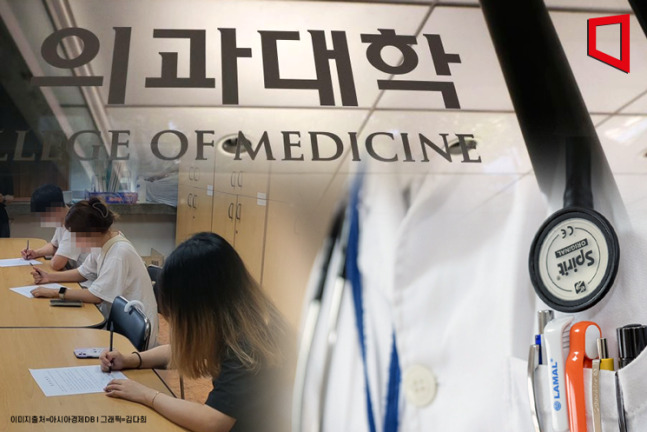 의과대학
LLEGE OF MEDICINE
Spirit
ORIGINAL
CE
LAMAL
이미지출처=아시아경제DB | 그래픽=김다희